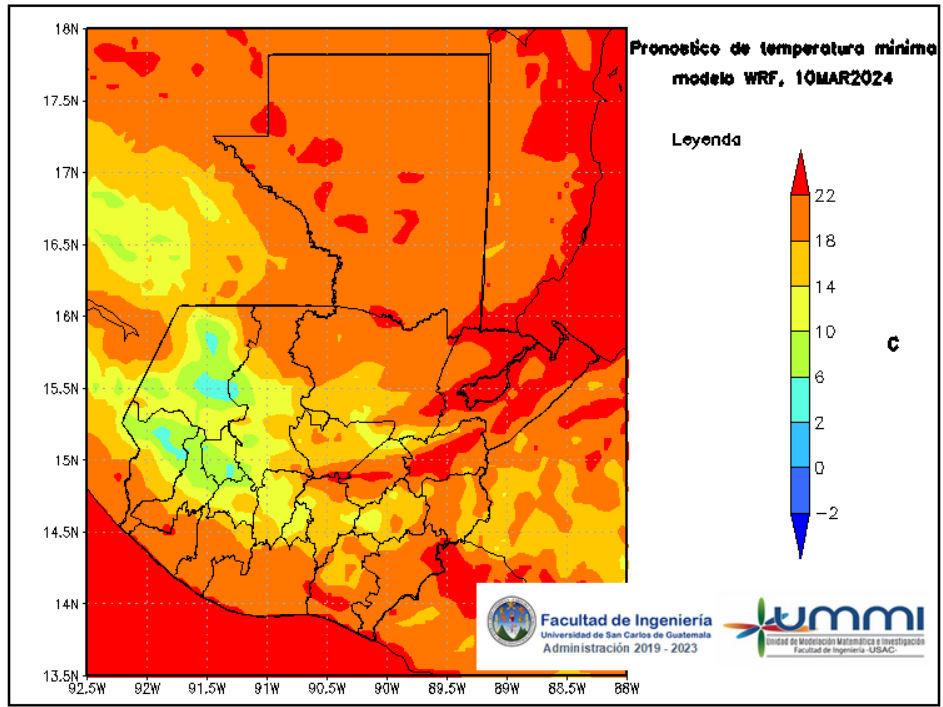 Pronostico de temperatura minima
modelo WRF, 10MAR2024
Leyenda
22
18
14
10
6
2
0
−2
C
18N
17.5N
17N
16.5N
16N
15.5N
15N
14.5N
14N
13.5N
92.5W 92W 91.5W 91W 90.5W 90W 89.5W 89W 88.5W 88W
Facultad de Ingeniería
Universidad de San Carlos de Guatemala
Administración 2019 - 2023
ummi
Unidad de Modelación Matemática e Investigación
Facultad de Ingeniería -USAC-